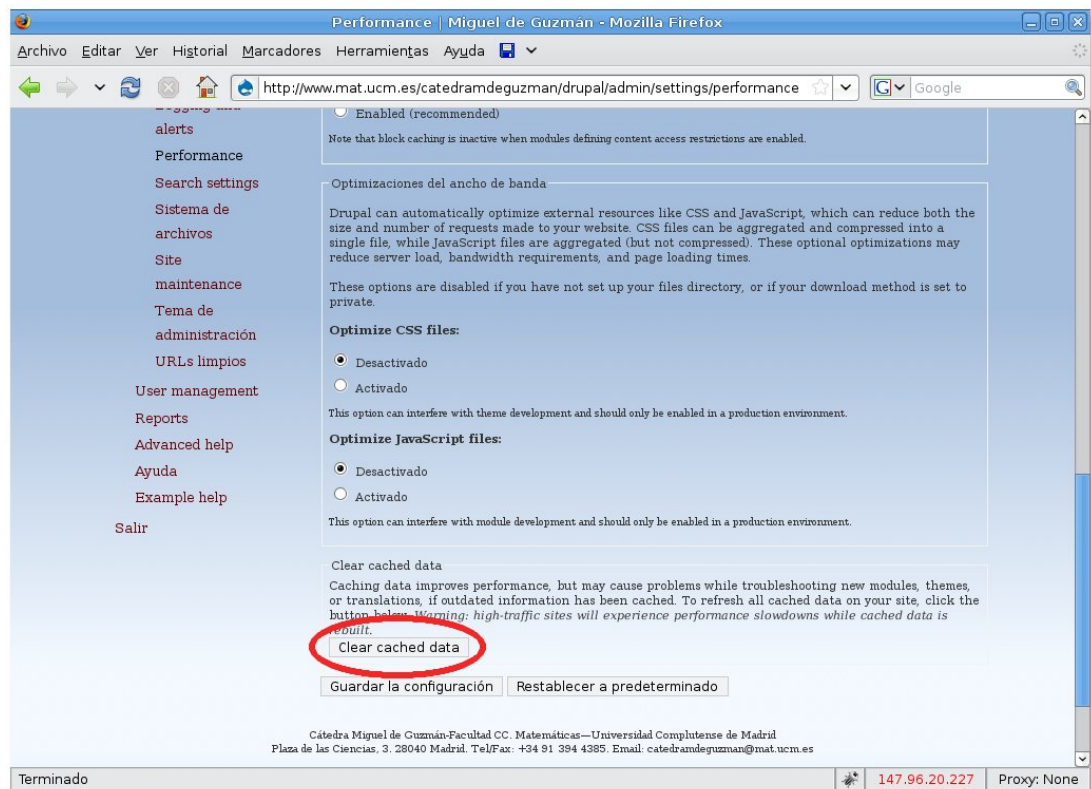 Performance | Miguel de Guzmán - Mozilla Firefox
Archivo Editar Ver Historial Marcadores Herramientas Ayuda
http://www.mat.ucm.es/catedramdeguzman/drupal/admin/settings/performance
G Google
Logging and
alerts
Performance
Search settings
Sistema de
archivos
Site
maintenance
Tema de
administración
URLs limpios
User management
Reports
Advanced help
Ayuda
Example help
Salir
Enabled (recommended)
Note that block caching is inactive when modules defining content access restrictions are enabled.
Optimizaciones del ancho de banda
Drupal can automatically optimize external resources like CSS and JavaScript, which can reduce both the
size and number of requests made to your website. CSS files can be aggregated and compressed into a
single file, while JavaScript files are aggregated (but not compressed). These optional optimizations may
reduce server load, bandwidth requirements, and page loading times.
These options are disabled if you have not set up your files directory, or if your download method is set to
private.
Optimize CSS files:
Desactivado
Activado
This option can interfere with theme development and should only be enabled in a production environment.
Optimize JavaScript files:
Desactivado
Activado
This option can interfere with module development and should only be enabled in a production environment.
Clear cached data
Caching data improves performance, but may cause problems while troubleshooting new modules, themes,
or translations, if outdated information has been cached. To refresh all cached data on your site, click the
button below. Warning: high-traffic sites will experience performance slowdowns while cached data is
rebuilt.
Clear cached data
Guardar la configuración Restablecer a predeterminado
Cátedra Miguel de Guzmán-Facultad CC. Matemáticas—Universidad Complutense de Madrid
Plaza de las Ciencias, 3. 28040 Madrid. Tel/Fax: +34 91 394 4385. Email: catedramdeguzman@mat.ucm.es
Terminado 147.96.20.227 Proxy: None